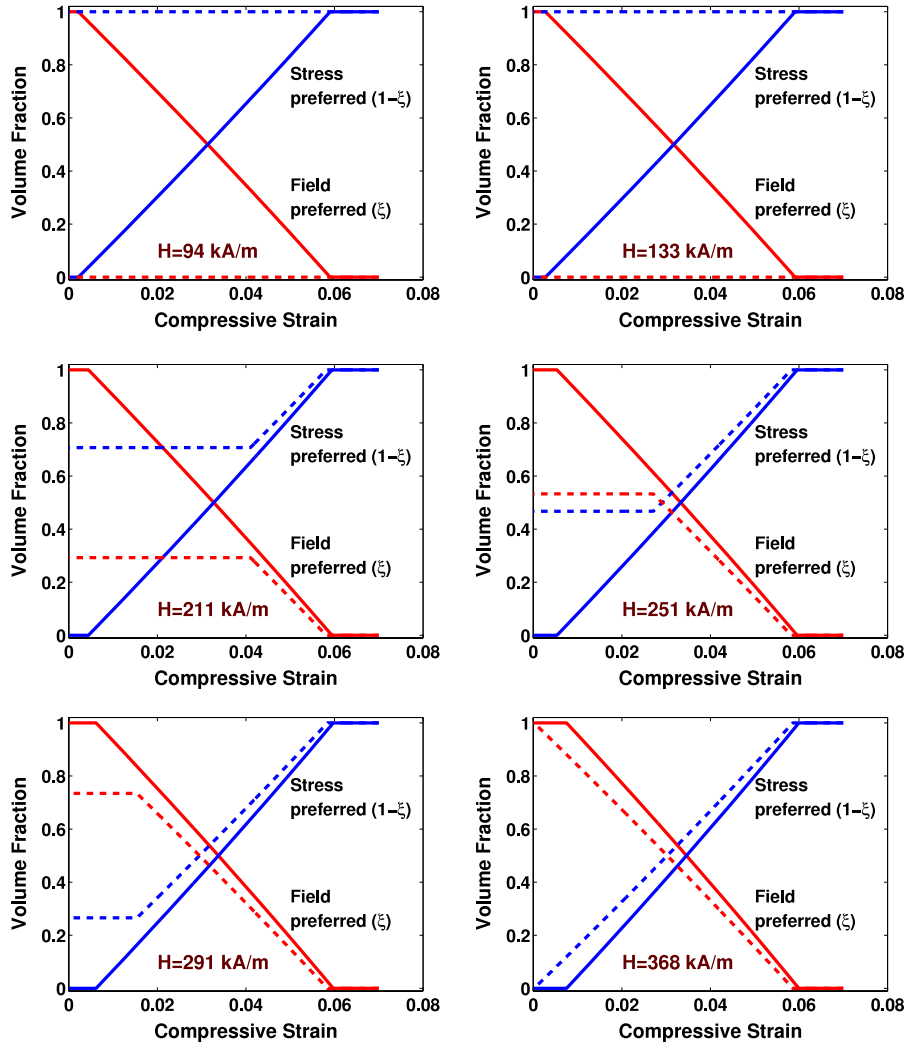 1
0.8
0.6
0.4
0.2
0
0
0.02
0.04
0.06
0.08
Volume Fraction
Compressive Strain
Stress
preferred (1−ξ)
Field
preferred (ξ)
H=94 kA/m
1
0.8
0.6
0.4
0.2
0
0
0.02
0.04
0.06
0.08
Volume Fraction
Compressive Strain
Stress
preferred (1−ξ)
Field
preferred (ξ)
H=133 kA/m
1
0.8
0.6
0.4
0.2
0
0
0.02
0.04
0.06
0.08
Volume Fraction
Compressive Strain
Stress
preferred (1−ξ)
Field
preferred (ξ)
H=211 kA/m
1
0.8
0.6
0.4
0.2
0
0
0.02
0.04
0.06
0.08
Volume Fraction
Compressive Strain
Stress
preferred (1−ξ)
Field
preferred (ξ)
H=251 kA/m
1
0.8
0.6
0.4
0.2
0
0
0.02
0.04
0.06
0.08
Volume Fraction
Compressive Strain
Stress
preferred (1−ξ)
Field
preferred (ξ)
H=291 kA/m
1
0.8
0.6
0.4
0.2
0
0
0.02
0.04
0.06
0.08
Volume Fraction
Compressive Strain
Stress
preferred (1−ξ)
Field
preferred (ξ)
H=368 kA/m